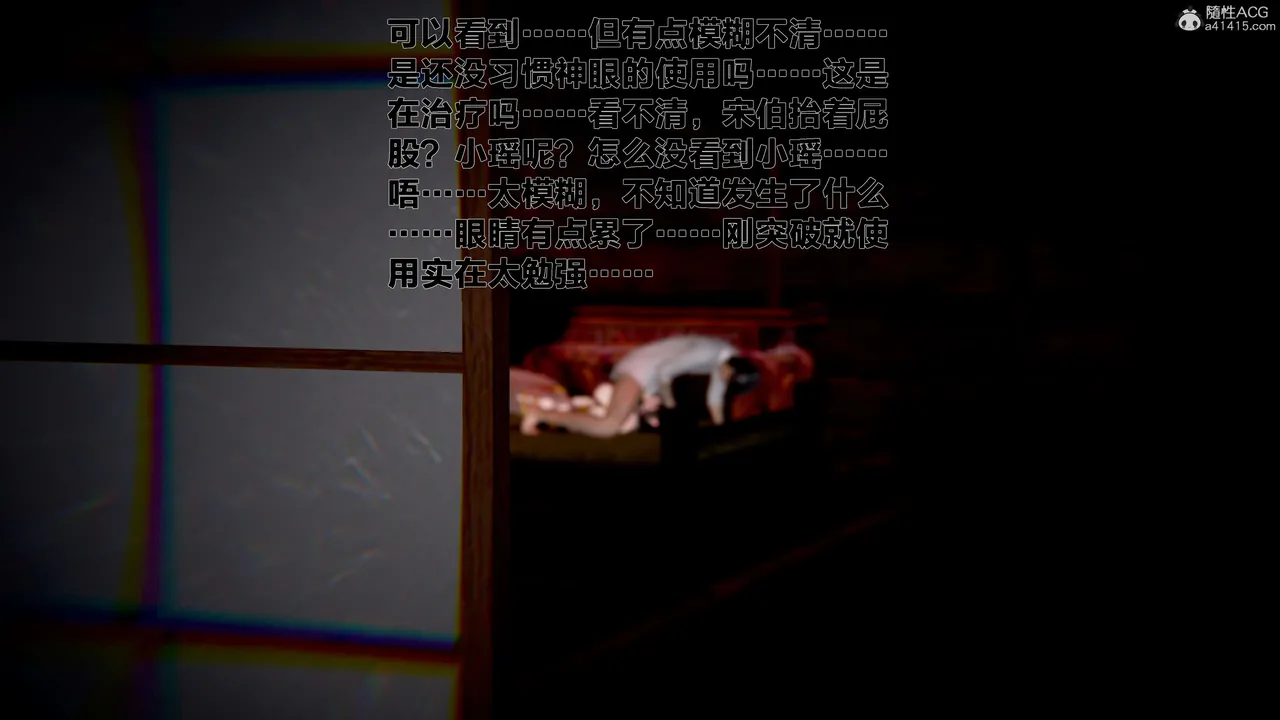 可以看到……但有点模糊不清……
是还没习惯神眼的使用吗……这是
在治疗吗……看不清，宋伯抬着屁
股？小瑶呢？怎么没看到小瑶……
唔……太模糊，不知道发生了什么
……眼睛有点累了……刚突破就使
用实在太勉强……
隨性ACG
a41415.com